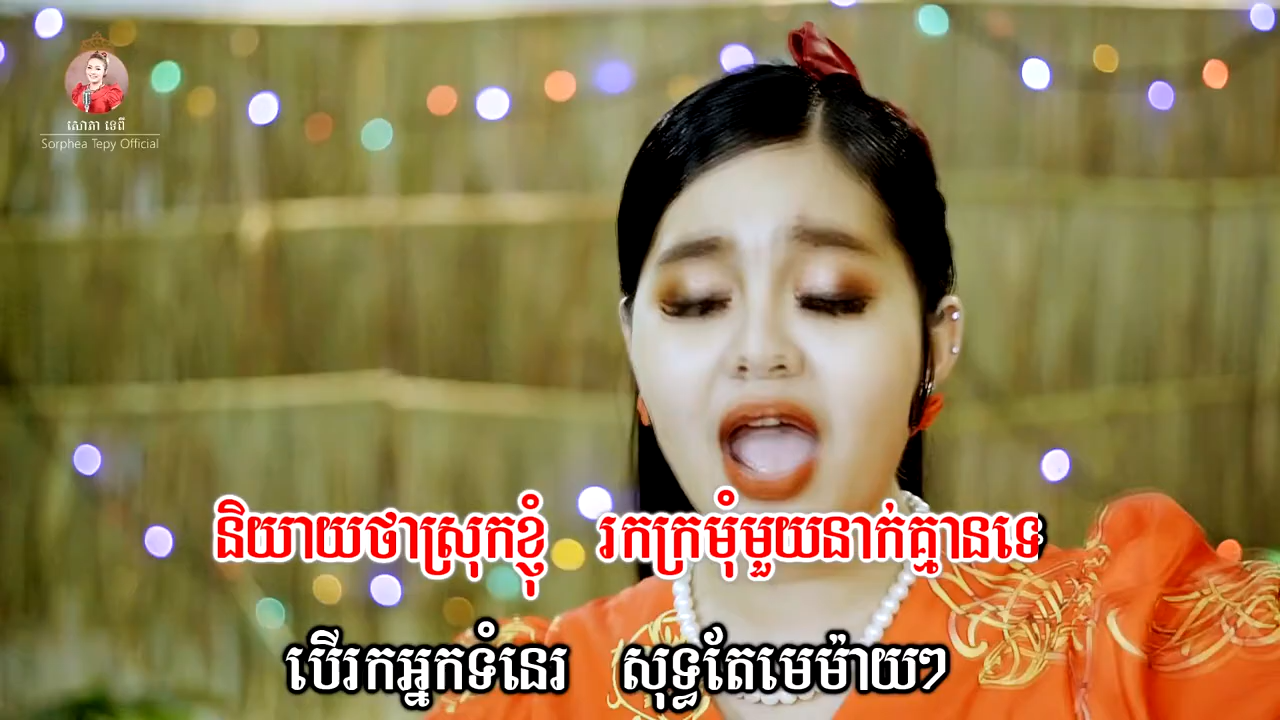 សោភា ទេពី
Sorphea Tepy Official
និយាយថាស្រុកខ្ញុំ រកក្រមុំមួយនាក់គ្មានទេ
បើរកអ្នកទំនេរ សុទ្ធតែមេម៉ាយៗ